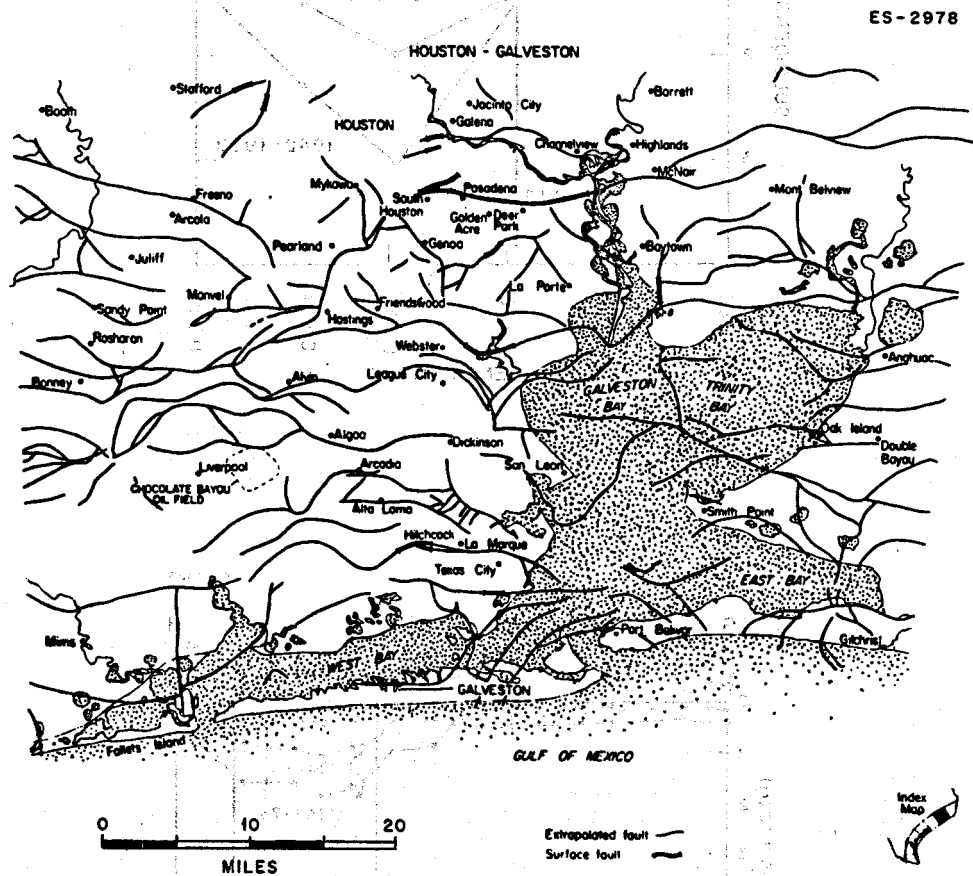 ES-2978
HOUSTON - GALVESTON
Stafford
Booth
Jacinto City
Galena
Barrett
HOUSTON
Channelview
Highlands
McNair
Mykawa
South
Houston
Pasadena
Mont Belview
Fresno
Arcola
Golden
Acre
Deer
Park
Pearland
Genoa
Baytown
Juliff
Manvel
La Porte
Sandy Point
Friendswood
Hastings
Rosharon
Webster
Anghuac
Bonney
Alvin
League City
GALVESTON
BAY
TRINITY
BAY
Algoa
Dickinson
Oak Island
Double
Bayou
Liverpool
CHOCOLATE BAYOU
OIL FIELD
Arcadia
San Leon
Alta Loma
Smith Point
Hitchcock
La Marque
Texas City
EAST BAY
Mims
Port Bolivar
Gilchrist
WEST BAY
GALVESTON
Follets Island
GULF OF MEXICO
Index
Map
0 10 20
MILES
Extrapolated fault
Surface fault